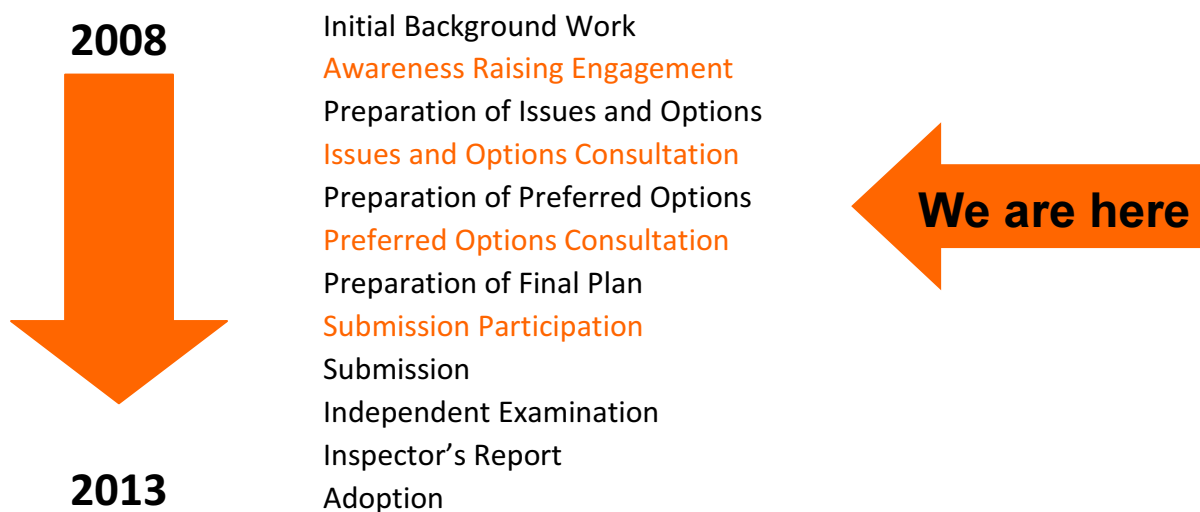 2008
Initial Background Work
Awareness Raising Engagement
Preparation of Issues and Options
Issues and Options Consultation
Preparation of Preferred Options
We are here
Preferred Options Consultation
Preparation of Final Plan
Submission Participation
Submission
Independent Examination
Inspector’s Report
2013
Adoption